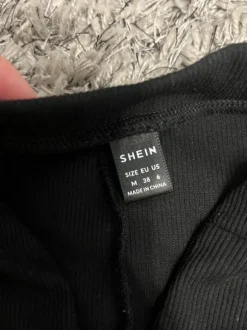 SHEIN
SIZE EU US
M 38 6
MADE IN CHINA